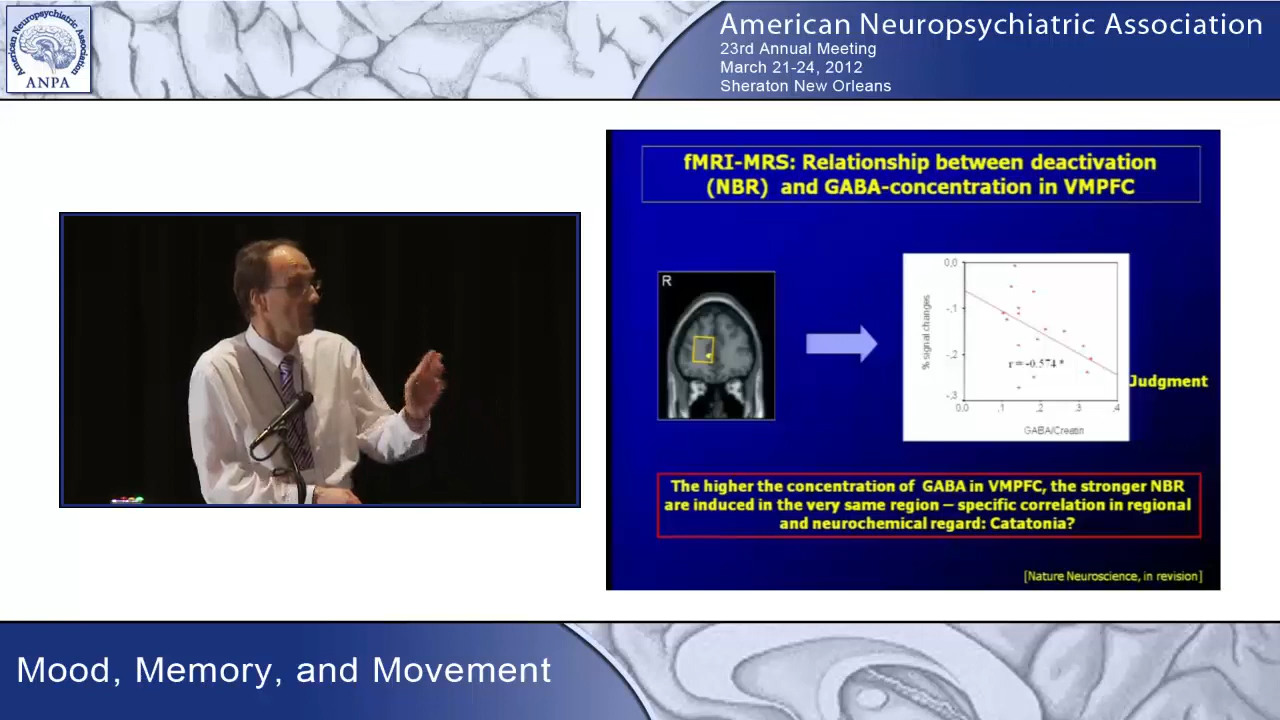 American Neuropsychiatric Association
ANPA
American Neuropsychiatric Association
23rd Annual Meeting
March 21-24, 2012
Sheraton New Orleans
fMRI-MRS: Relationship between deactivation
(NBR) and GABA-concentration in VMPFC
R
0,0
-,1
-,2
-,3
% signal changes
r = -0.574 *
0,0 ,1 ,2 ,3 ,4
GABA/Creatin
Judgment
The higher the concentration of GABA in VMPFC, the stronger NBR
are induced in the very same region – specific correlation in regional
and neurochemical regard: Catatonia?
[Nature Neuroscience, in revision]
Mood, Memory, and Movement